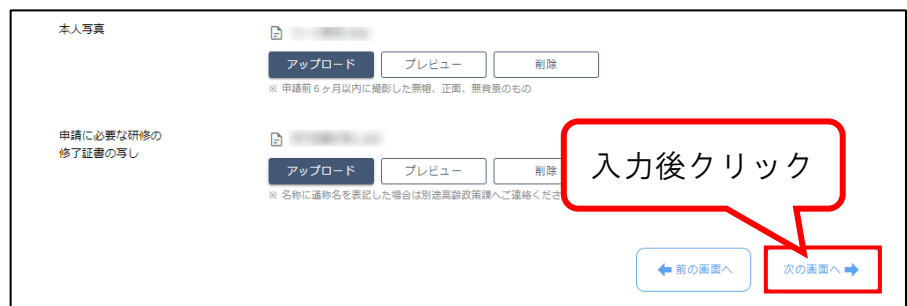 本人写真
アップロード プレビュー 削除
※ 申請前6ヶ月以内に撮影した無帽、正面、無背景のもの
申請に必要な研修の
修了証書の写し
アップロード プレビュー 削除
※ 名称に通称名を表記した場合は別途高齢政策課へご連絡くださ
入力後クリック
前の画面へ 次の画面へ